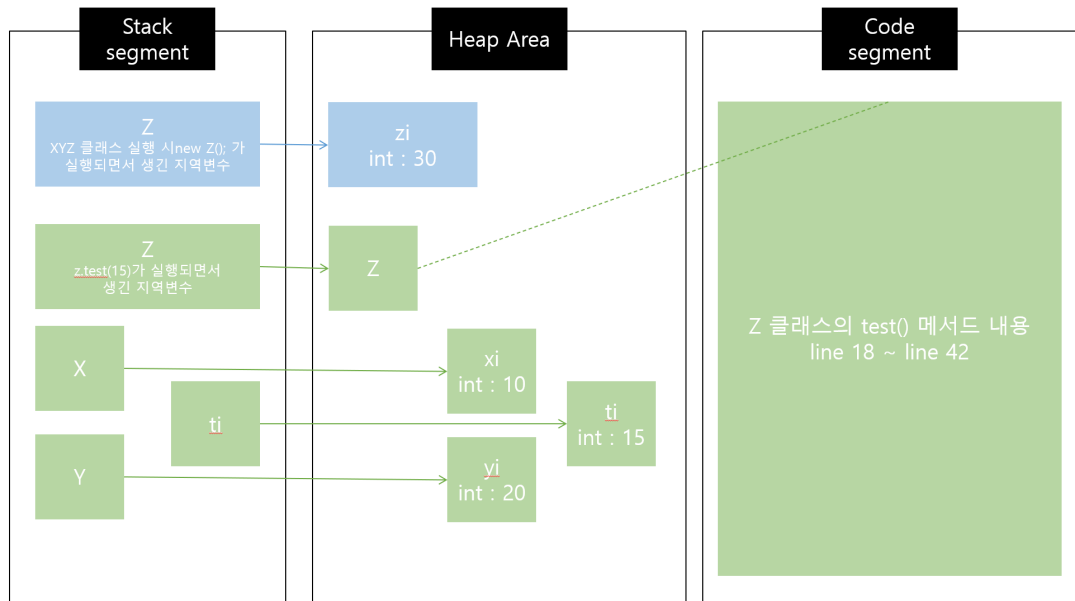 Stack
segment
Heap Area
Code
segment
Z
XYZ 클래스 실행 시new Z(); 가
실행되면서 생긴 지역변수
zi
int : 30
Z
z.test(15)가 실행되면서
생긴 지역변수
Z
Z 클래스의 test() 메서드 내용
line 18 ~ line 42
X
xi
int : 10
ti
ti
int : 15
Y
yi
int : 20